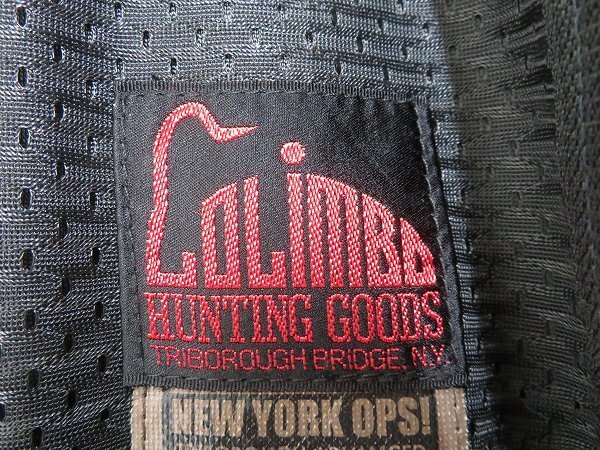 COLIMBO
HUNTING GOODS
TRIBOROUGH BRIDGE, N.Y.
NEW YORK OPS!